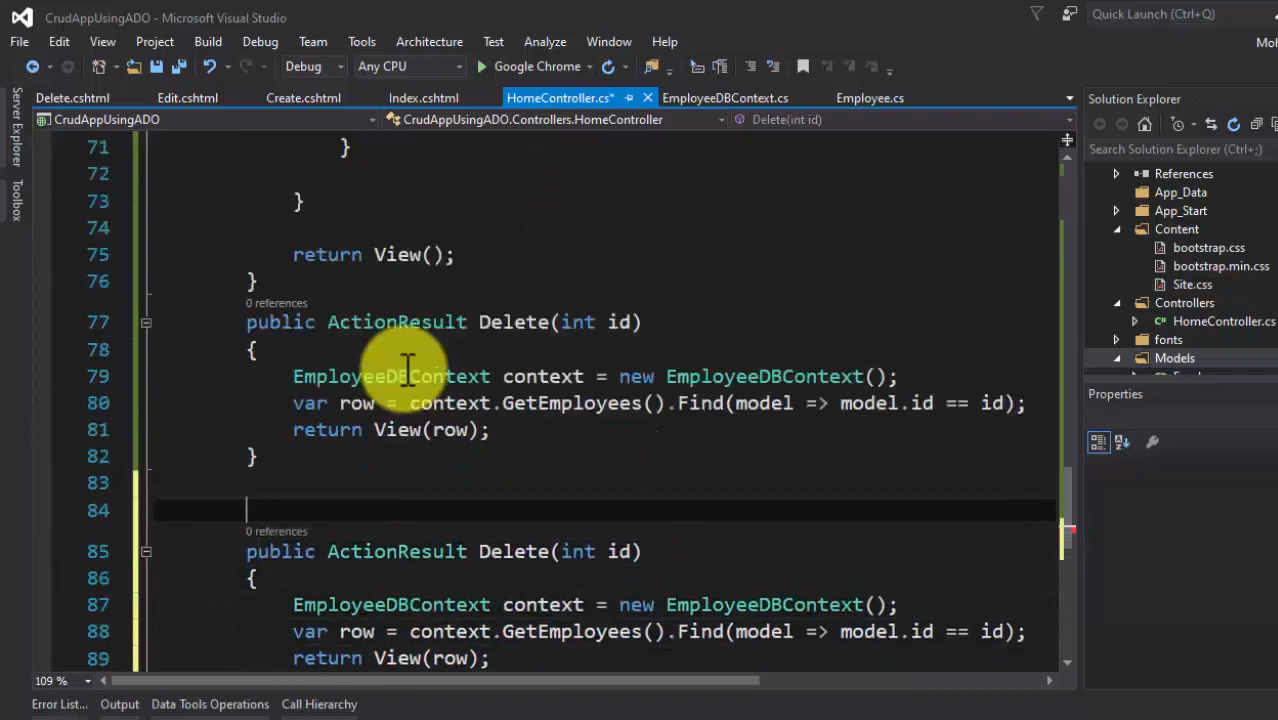 CrudAppUsingADO - Microsoft Visual Studio
Quick Launch (Ctrl+Q)
File Edit View Project Build Debug Team Tools Architecture Test Analyze Window Help
Debug Any CPU Google Chrome
Delete.cshtml Edit.cshtml Create.cshtml Index.cshtml HomeController.cs* EmployeeDBContext.cs Employee.cs
CrudAppUsingADO CrudAppUsingADO.Controllers.HomeController Delete(int id)
Server Explorer
Toolbox
71 }
72
73 }
74
75 return View();
76 }
0 references
77 public ActionResult Delete(int id)
78 {
79 EmployeeDBContext context = new EmployeeDBContext();
80 var row = context.GetEmployees().Find(model => model.id == id);
81 return View(row);
82 }
83
84
0 references
85 public ActionResult Delete(int id)
86 {
87 EmployeeDBContext context = new EmployeeDBContext();
88 var row = context.GetEmployees().Find(model => model.id == id);
89 return View(row);
109 %
Error List... Output Data Tools Operations Call Hierarchy
Solution Explorer
Search Solution Explorer (Ctrl+;)
References
App_Data
App_Start
Content
bootstrap.css
bootstrap.min.css
Site.css
Controllers
HomeController.cs
fonts
Models
Properties